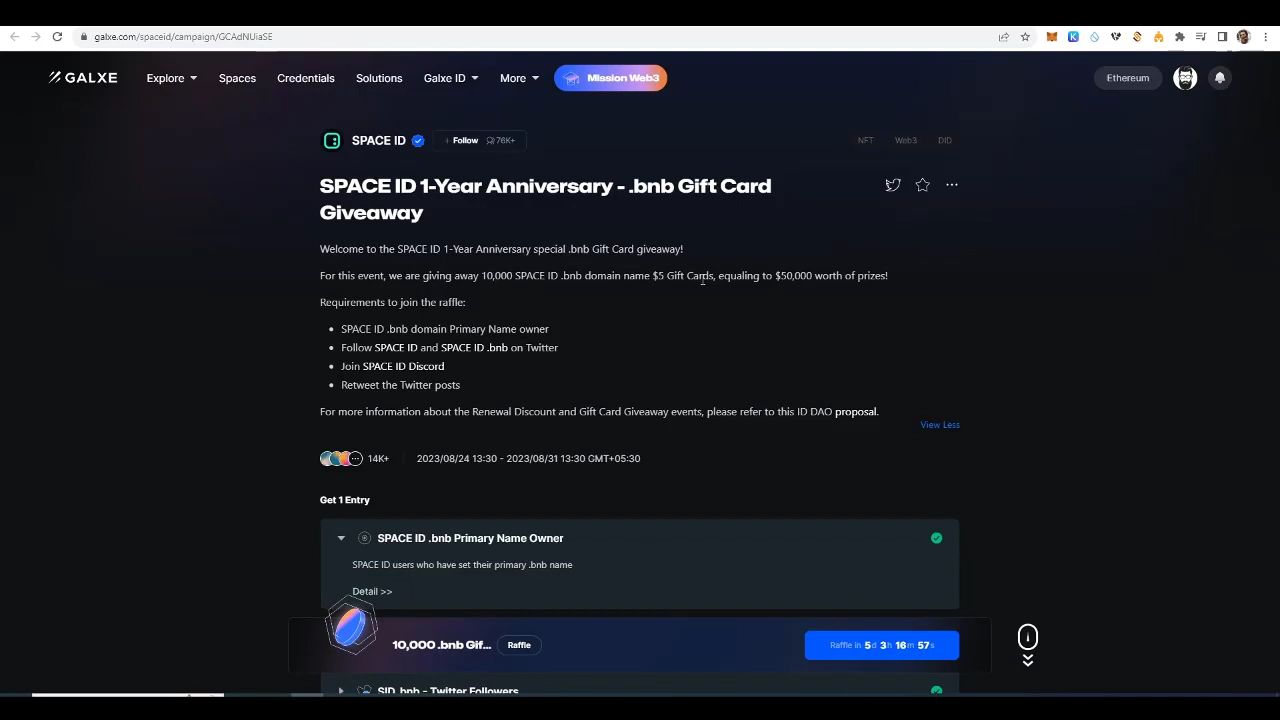 galxe.com/spaceid/campaign/GCAdNUiaSE
GALXE Explore Spaces Credentials Solutions Galxe ID More Mission Web3 Ethereum
SPACE ID + Follow 76K+ NFT Web3 DID
SPACE ID 1-Year Anniversary - .bnb Gift Card
Giveaway
Welcome to the SPACE ID 1-Year Anniversary special .bnb Gift Card giveaway!
For this event, we are giving away 10,000 SPACE ID .bnb domain name $5 Gift Cards, equaling to $50,000 worth of prizes!
Requirements to join the raffle:
• SPACE ID .bnb domain Primary Name owner
• Follow SPACE ID and SPACE ID .bnb on Twitter
• Join SPACE ID Discord
• Retweet the Twitter posts
For more information about the Renewal Discount and Gift Card Giveaway events, please refer to this ID DAO proposal.
View Less
14K+ 2023/08/24 13:30 - 2023/08/31 13:30 GMT+05:30
Get 1 Entry
SPACE ID .bnb Primary Name Owner
SPACE ID users who have set their primary .bnb name
Detail >>
10,000 .bnb Gif... Raffle Raffle in 5d 3h 16m 57s
SID .bnb - Twitter Followers